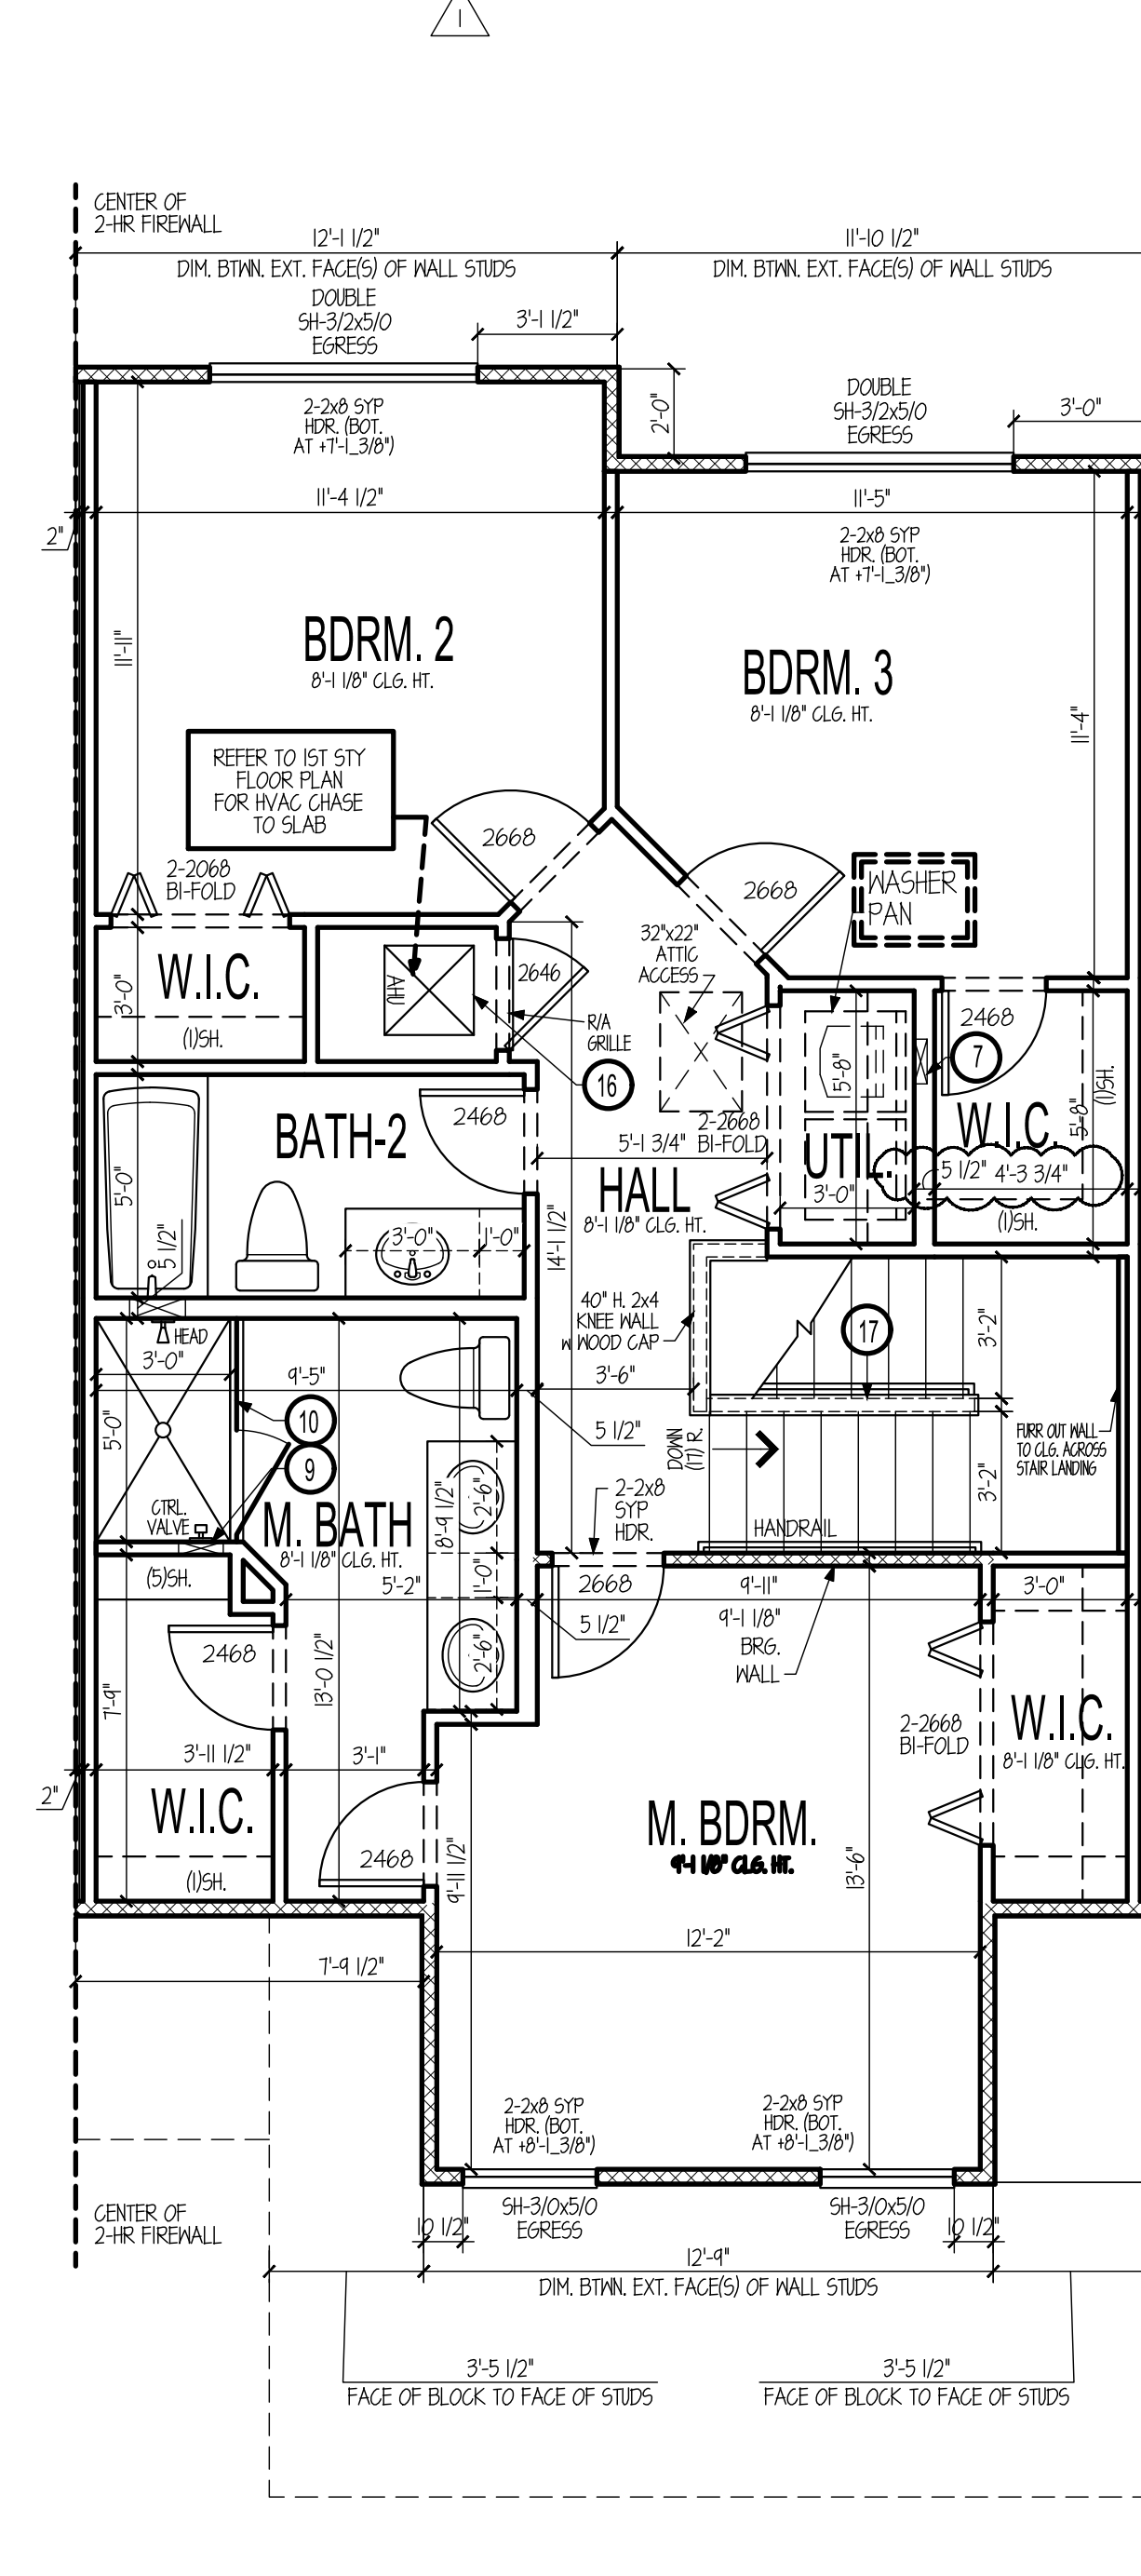 1
CENTER OF
2-HR FIREWALL
12'-1 1/2"
DIM. BTWN. EXT. FACE(S) OF WALL STUDS
11'-10 1/2"
DIM. BTWN. EXT. FACE(S) OF WALL STUDS
DOUBLE
SH-3/2x5/0
EGRESS
3'-1 1/2"
2'-0"
DOUBLE
SH-3/2x5/0
EGRESS
3'-0"
2-2x8 SYP
HDR. (BOT.
AT +7'-1_3/8")
11'-4 1/2"
11'-5"
2"
2-2x8 SYP
HDR. (BOT.
AT +7'-1_3/8")
11'-11"
BDRM. 2
8'-1 1/8" CLG. HT.
BDRM. 3
8'-1 1/8" CLG. HT.
11'-4"
REFER TO 1ST STY
FLOOR PLAN
FOR HVAC CHASE
TO SLAB
2668
2668
2-2068
BI-FOLD
WASHER
PAN
32"x22"
ATTIC
ACCESS
W.I.C.
3'-0"
(1)SH.
AHU
2646
R/A
GRILLE
16
2468
7
5'-8"
(1)SH.
W.I.C.
5'-8"
BATH-2
2468
2-2668
BI-FOLD
5'-1 3/4"
UTIL.
3'-0"
5 1/2"
4'-3 3/4"
(1)SH.
HALL
8'-1 1/8" CLG. HT.
5'-0"
5 1/2"
3'-0"
1'-0"
14'-1 1/2"
40" H. 2x4
KNEE WALL
W WOOD CAP
17
3'-2"
HEAD
3'-0"
9'-5"
3'-6"
5'-0"
10
9
5 1/2"
DOWN
(17) R.
FURR OUT WALL
TO CLG. ACROSS
STAIR LANDING
3'-2"
CTRL.
VALVE
M. BATH
8'-1 1/8" CLG. HT.
8'-9 1/2"
2'-6"
2-2x8
SYP
HDR.
HANDRAIL
(5)SH.
5'-2"
1'-0"
2668
9'-11"
3'-0"
5 1/2"
9'-1 1/8"
BRG.
WALL
2468
13'-0 1/2"
2'-6"
7'-9"
2-2668
BI-FOLD
W.I.C.
8'-1 1/8" CLG. HT.
3'-11 1/2"
3'-1"
2"
W.I.C.
M. BDRM.
9'-1 1/8" CLG. HT.
2468
9'-11 1/2"
13'-6"
(1)SH.
12'-2"
7'-9 1/2"
2-2x8 SYP
HDR. (BOT.
AT +8'-1_3/8")
2-2x8 SYP
HDR. (BOT.
AT +8'-1_3/8")
CENTER OF
2-HR FIREWALL
10 1/2"
SH-3/0x5/0
EGRESS
SH-3/0x5/0
EGRESS
10 1/2"
12'-9"
DIM. BTWN. EXT. FACE(S) OF WALL STUDS
3'-5 1/2"
FACE OF BLOCK TO FACE OF STUDS
3'-5 1/2"
FACE OF BLOCK TO FACE OF STUDS